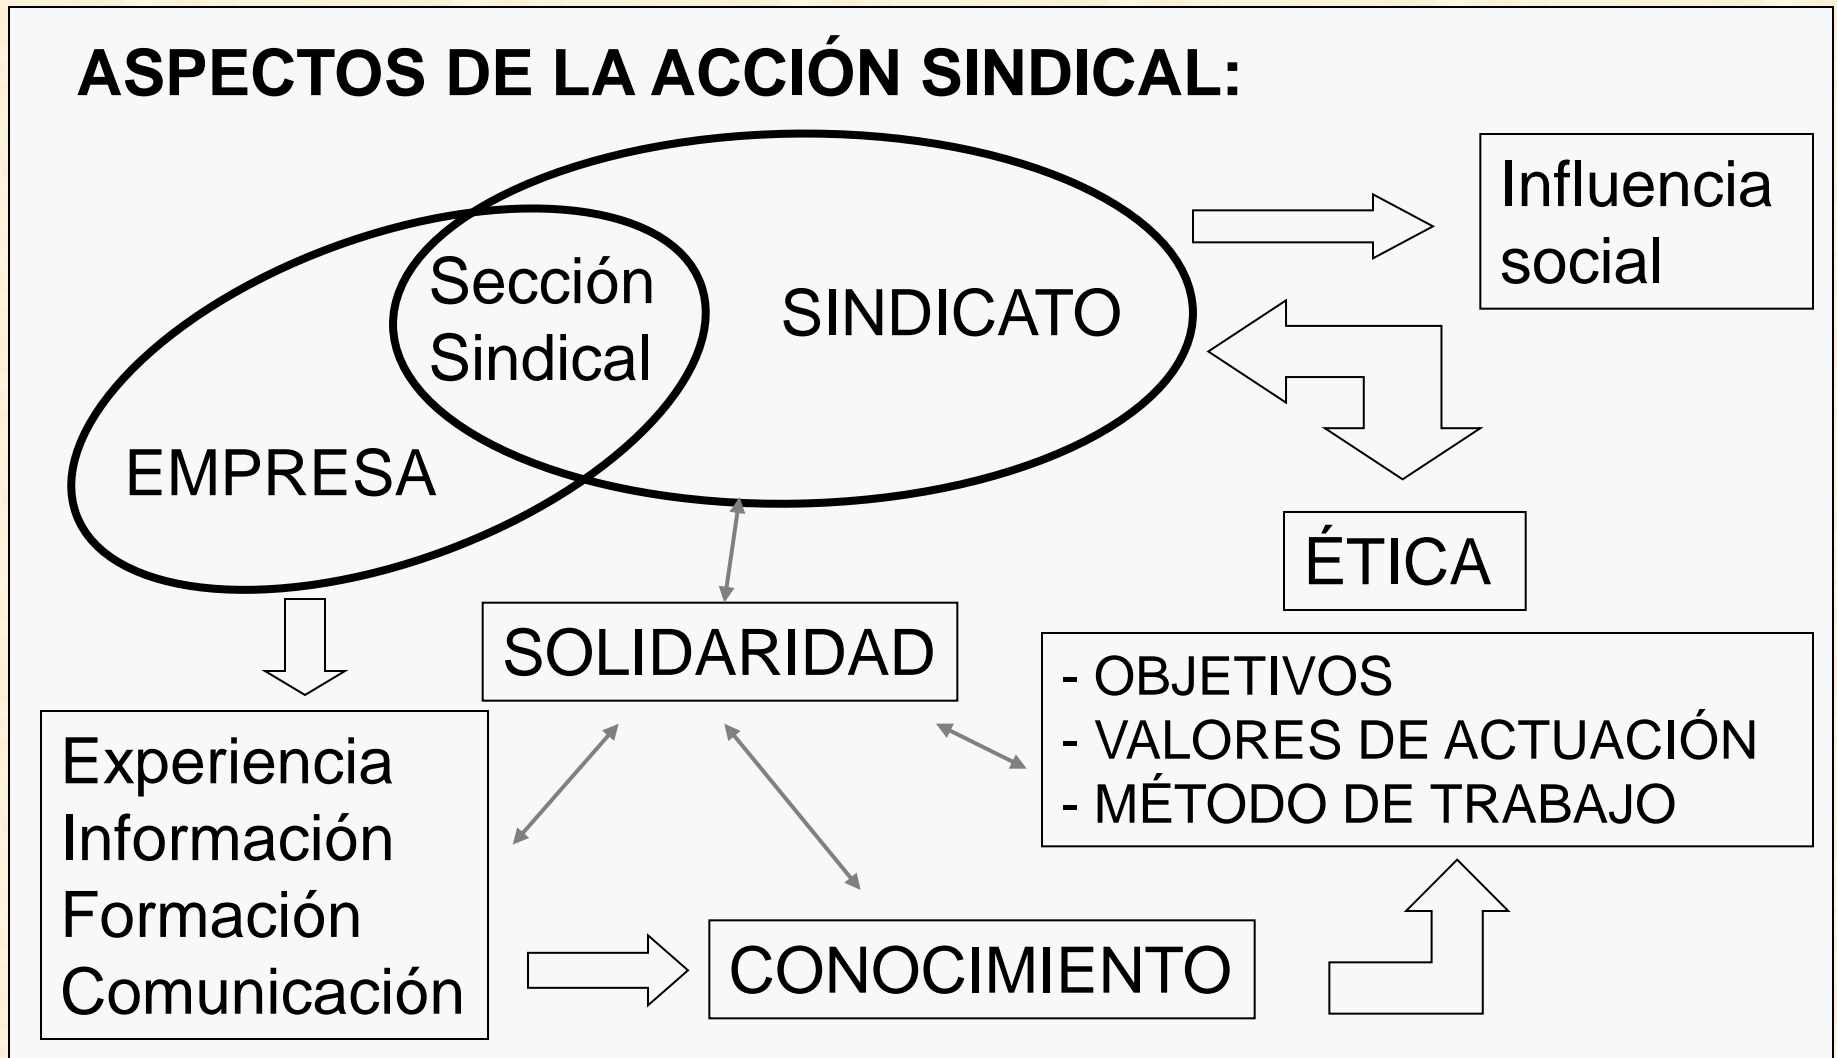 ASPECTOS DE LA ACCIÓN SINDICAL:
Influencia
social
Sección
Sindical
SINDICATO
EMPRESA
ÉTICA
SOLIDARIDAD
- OBJETIVOS
- VALORES DE ACTUACIÓN
- MÉTODO DE TRABAJO
Experiencia
Información
Formación
Comunicación
CONOCIMIENTO